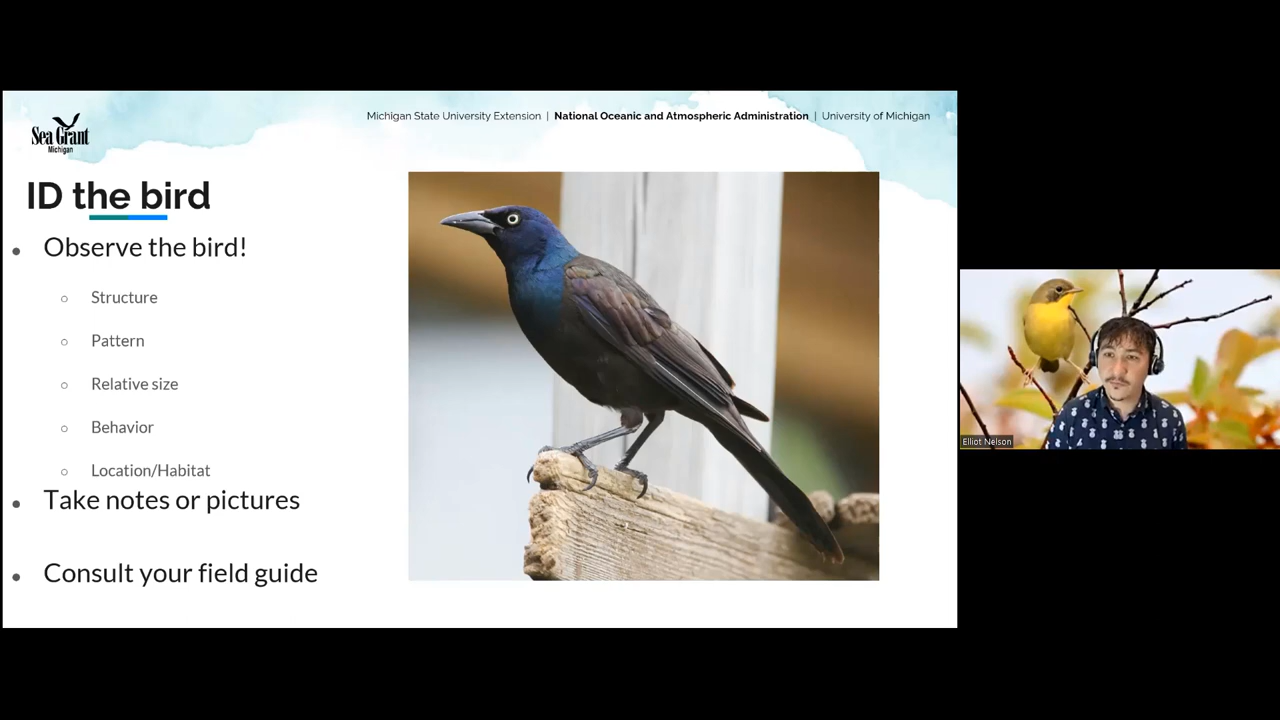 Michigan State University Extension | National Oceanic and Atmospheric Administration | University of Michigan
Sea Grant
Michigan
ID the bird
• Observe the bird!
○ Structure
○ Pattern
○ Relative size
○ Behavior
○ Location/Habitat
• Take notes or pictures
• Consult your field guide
Elliot Nelson